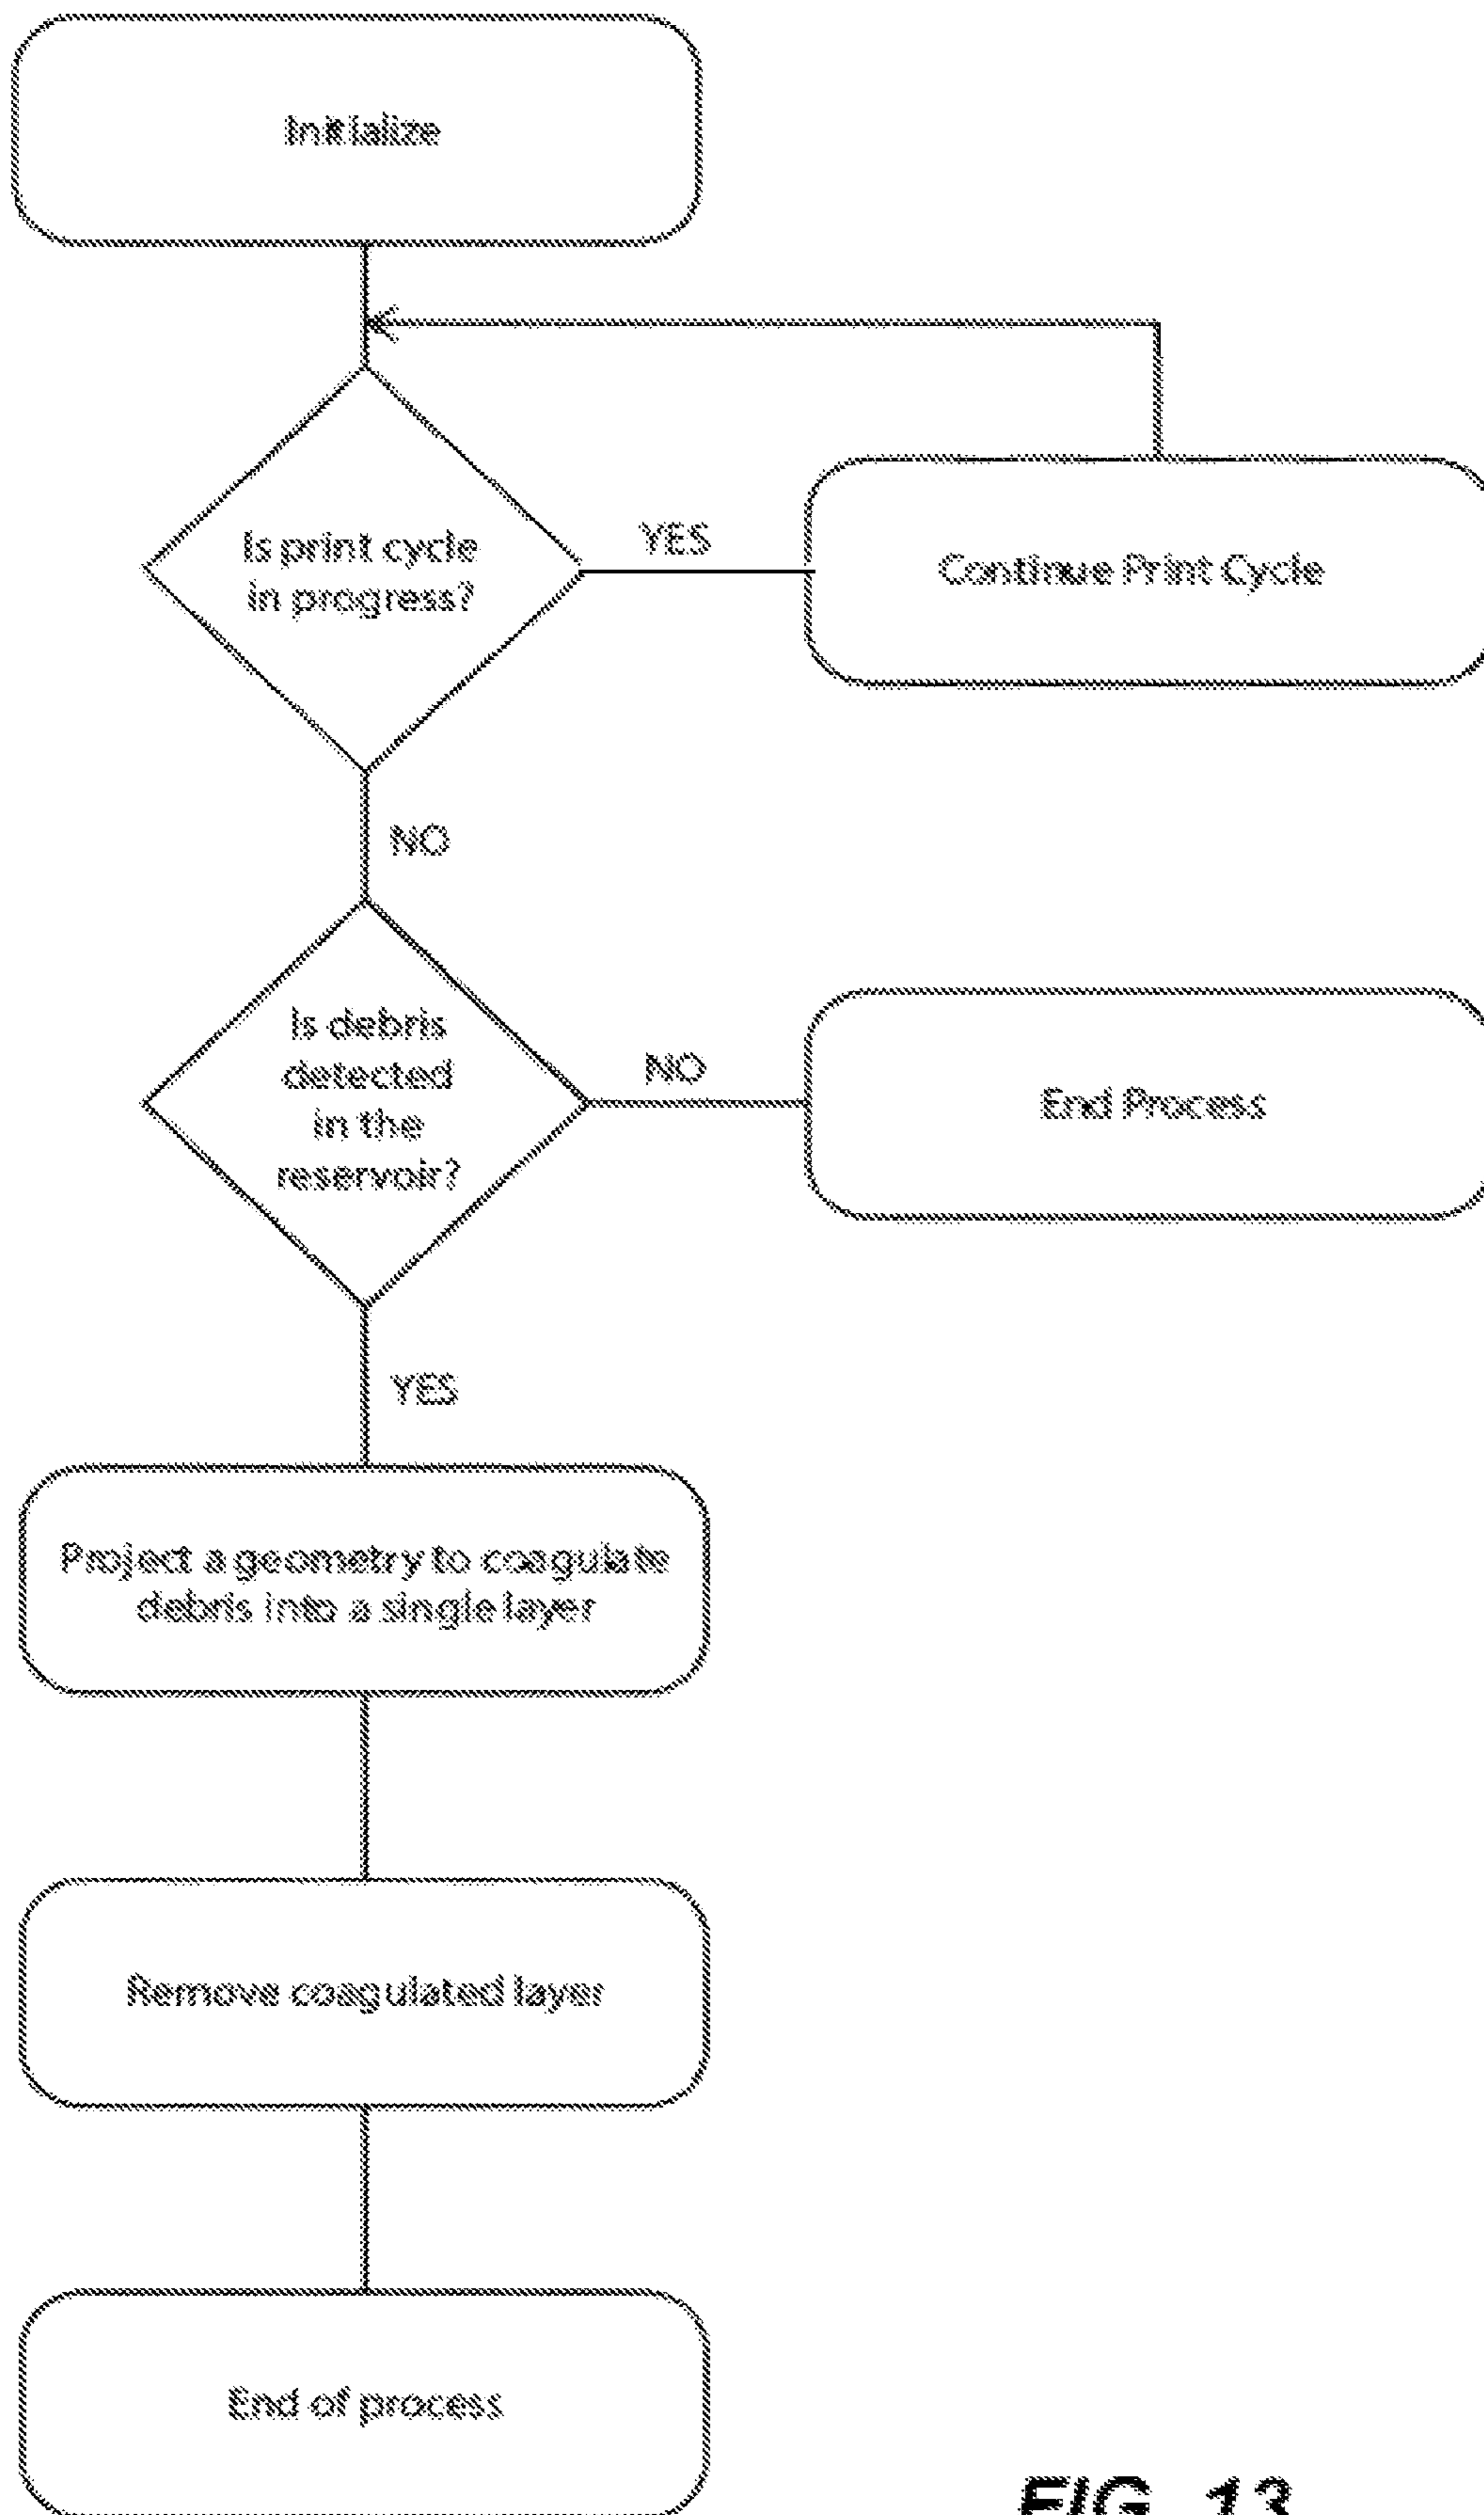 Initialize
Is print cycle
in progress?
YES
Continue Print Cycle
NO
Is debris
detected
in the
reservoir?
NO
End Process
YES
Project a geometry to coagulate
debris into a single layer
Remove coagulated layer
End of process
FIG. 13